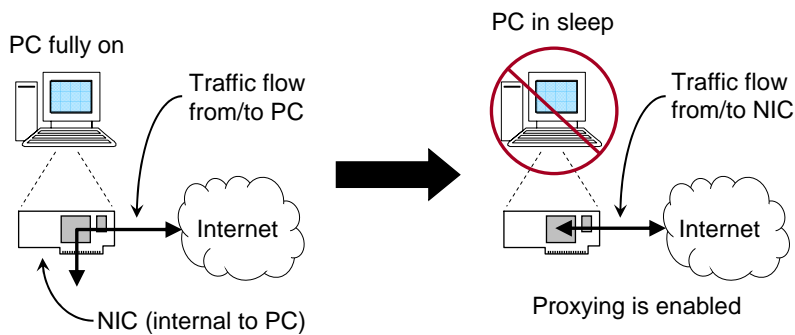 PC fully on
Traffic flow
from/to PC
Internet
NIC (internal to PC)
PC in sleep
Traffic flow
from/to NIC
Internet
Proxying is enabled